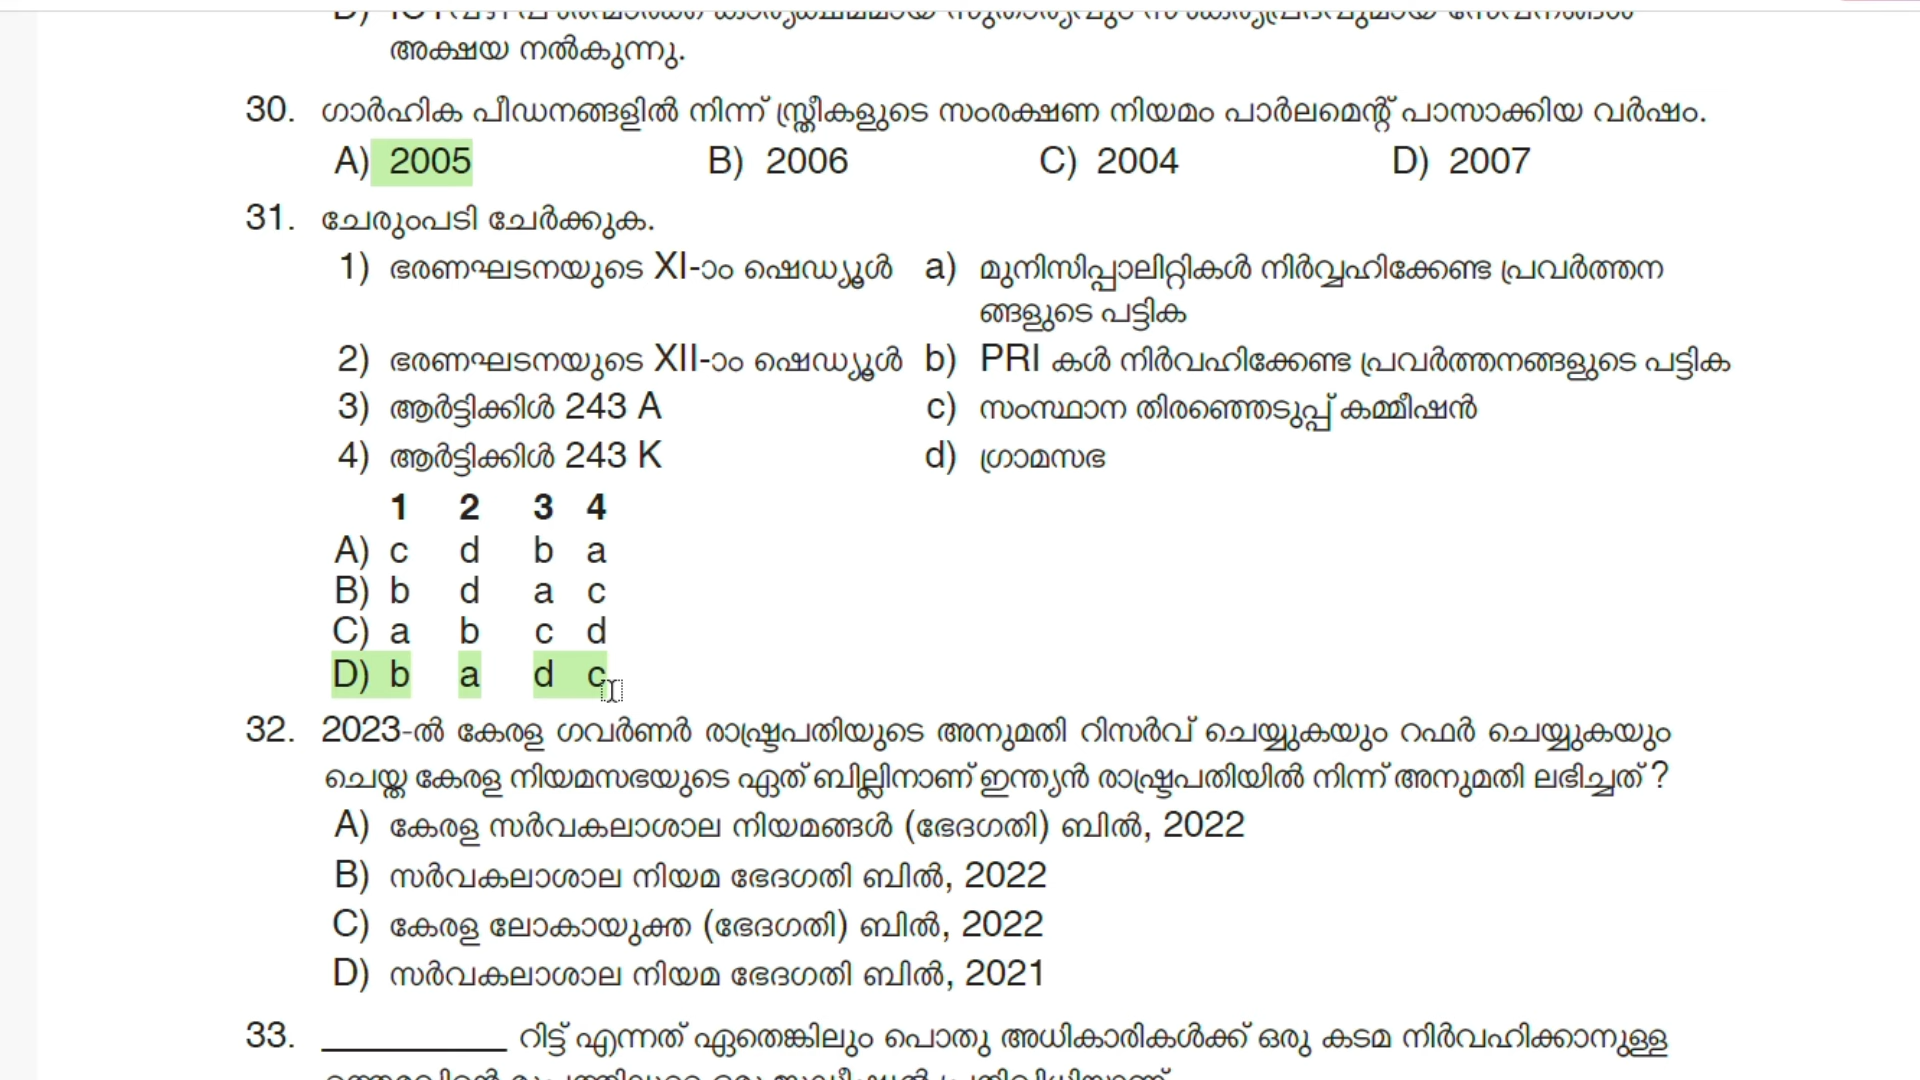 അക്ഷയ നൽകുന്നു.
30. ഗാർഹിക പീഡനങ്ങളിൽ നിന്ന് സ്ത്രീകളുടെ സംരക്ഷണ നിയമം പാർലമെന്റ് പാസാക്കിയ വർഷം.
A) 2005 B) 2006 C) 2004 D) 2007
31. ചേരുംപടി ചേർക്കുക.
1) ഭരണഘടനയുടെ XI-ാം ഷെഡ്യൂൾ a) മുനിസിപ്പാലിറ്റികൾ നിർവ്വഹിക്കേണ്ട പ്രവർത്തന
ങ്ങളുടെ പട്ടിക
2) ഭരണഘടനയുടെ XII-ാം ഷെഡ്യൂൾ b) PRI കൾ നിർവഹിക്കേണ്ട പ്രവർത്തനങ്ങളുടെ പട്ടിക
3) ആർട്ടിക്കിൾ 243 A c) സംസ്ഥാന തിരഞ്ഞെടുപ്പ് കമ്മീഷൻ
4) ആർട്ടിക്കിൾ 243 K d) ഗ്രാമസഭ
1 2 3 4
A) c d b a
B) b d a c
C) a b c d
D) b a d c
32. 2023-ൽ കേരള ഗവർണർ രാഷ്ട്രപതിയുടെ അനുമതി റിസർവ് ചെയ്യുകയും റഫർ ചെയ്യുകയും
ചെയ്ത കേരള നിയമസഭയുടെ ഏത് ബില്ലിനാണ് ഇന്ത്യൻ രാഷ്ട്രപതിയിൽ നിന്ന് അനുമതി ലഭിച്ചത് ?
A) കേരള സർവകലാശാല നിയമങ്ങൾ (ഭേദഗതി) ബിൽ, 2022
B) സർവകലാശാല നിയമ ഭേദഗതി ബിൽ, 2022
C) കേരള ലോകായുക്ത (ഭേദഗതി) ബിൽ, 2022
D) സർവകലാശാല നിയമ ഭേദഗതി ബിൽ, 2021
33. __________ റിട്ട് എന്നത് ഏതെങ്കിലും പൊതു അധികാരികൾക്ക് ഒരു കടമ നിർവഹിക്കാനുള്ള